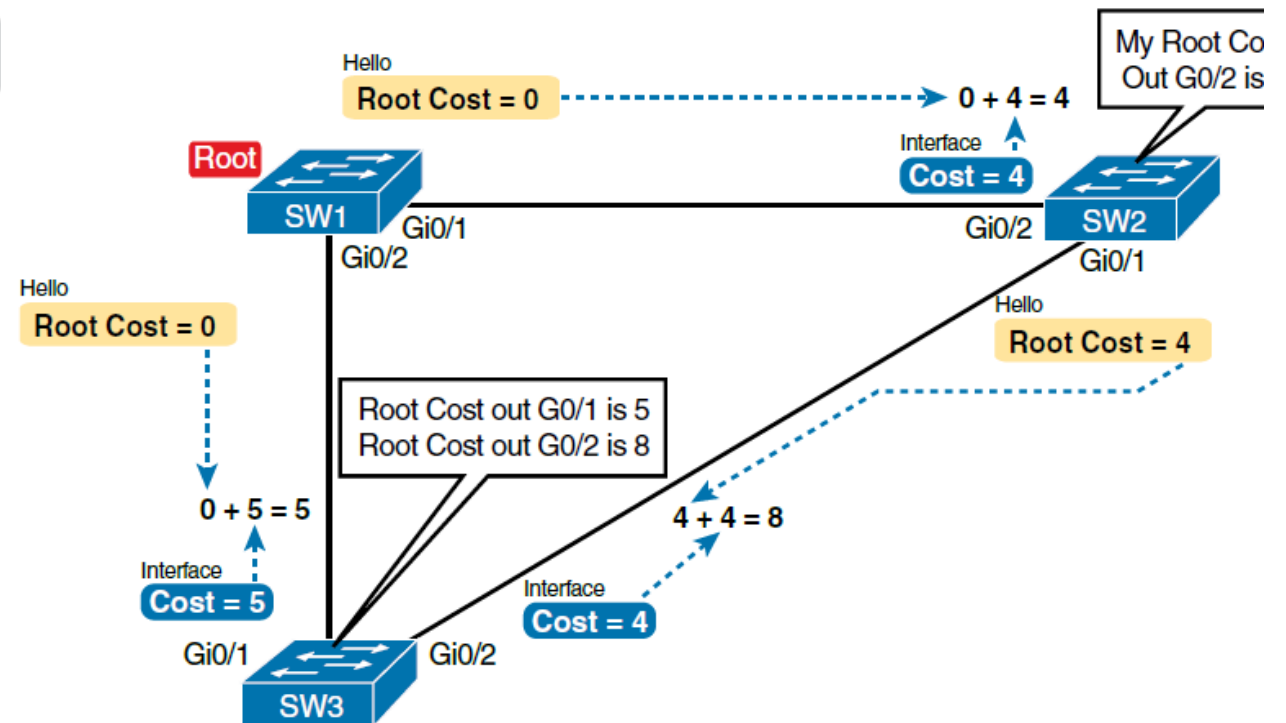 Hello
Root Cost = 0
0 + 4 = 4
My Root
Out G0/2 is
Interface
Cost = 4
Root
SW1
Gi0/1
Gi0/2
Gi0/2
SW2
Gi0/1
Hello
Root Cost = 0
Hello
Root Cost = 4
Root Cost out G0/1 is 5
Root Cost out G0/2 is 8
0 + 5 = 5
4 + 4 = 8
Interface
Cost = 5
Interface
Cost = 4
Gi0/1
Gi0/2
SW3